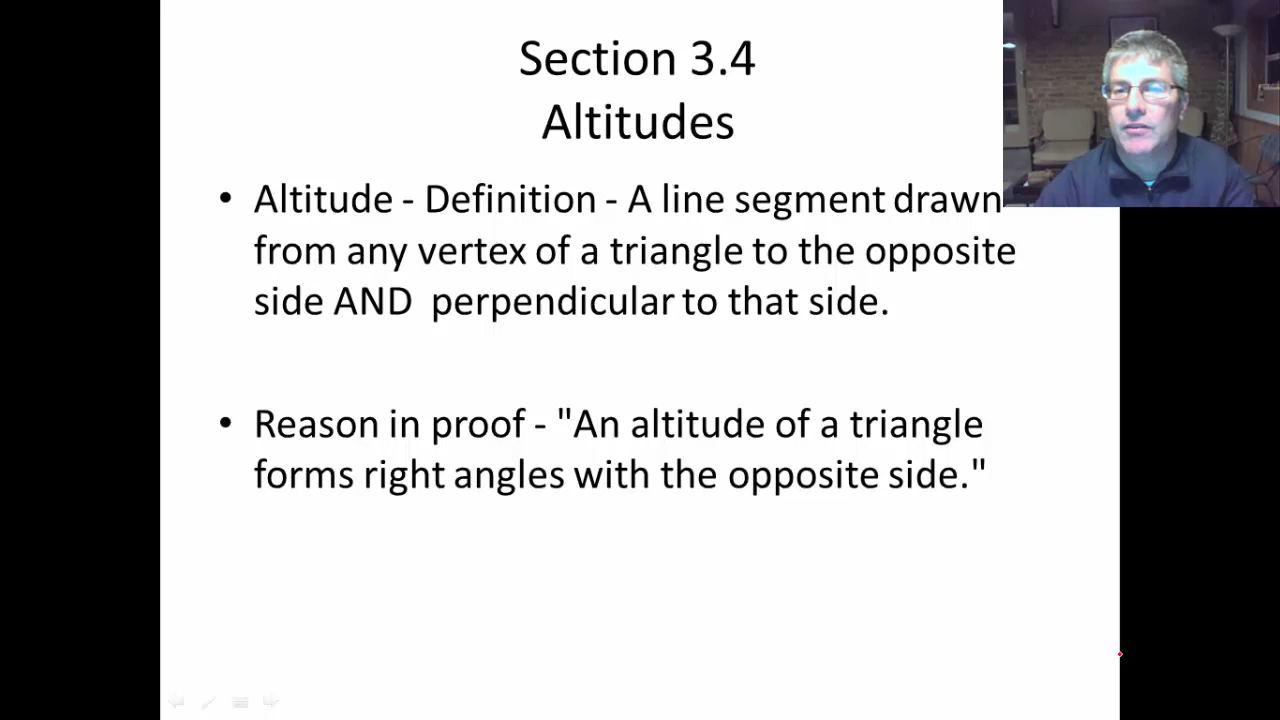 Section 3.4
Altitudes
• Altitude - Definition - A line segment drawn
from any vertex of a triangle to the opposite
side AND perpendicular to that side.
• Reason in proof - "An altitude of a triangle
forms right angles with the opposite side."